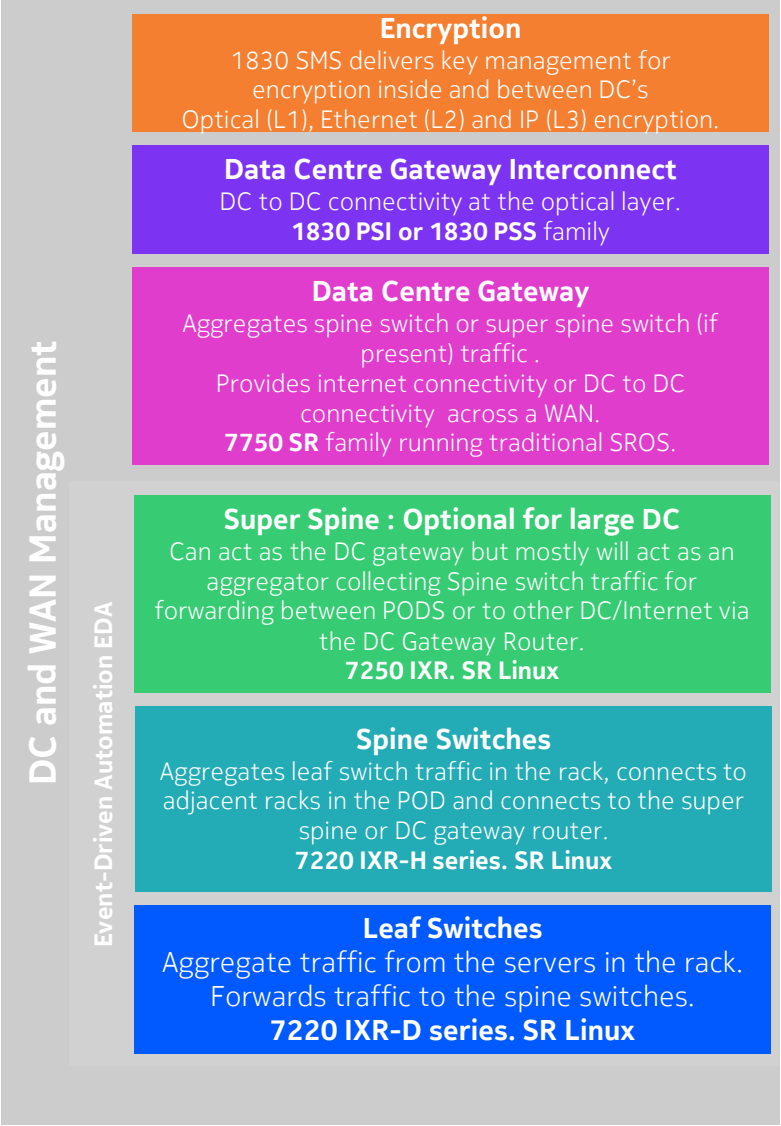 DC and WAN Management
Event-Driven Automation EDA
Encryption
1830 SMS delivers key management for
encryption inside and between DC's
Optical (L1), Ethernet (L2) and IP (L3) encryption.
Data Centre Gateway Interconnect
DC to DC connectivity at the optical layer.
1830 PSI or 1830 PSS family
Data Centre Gateway
Aggregates spine switch or super spine switch (if
present) traffic .
Provides internet connectivity or DC to DC
connectivity  across a WAN.
7750 SR family running traditional SROS.
Super Spine : Optional for large DC
Can act as the DC gateway but mostly will act as an
aggregator collecting Spine switch traffic for
forwarding between PODS or to other DC/Internet via
the DC Gateway Router.
7250 IXR. SR Linux
Spine Switches
Aggregates leaf switch traffic in the rack, connects to
adjacent racks in the POD and connects to the super
spine or DC gateway router.
7220 IXR-H series. SR Linux
Leaf Switches
Aggregate traffic from the servers in the rack.
Forwards traffic to the spine switches.
7220 IXR-D series. SR Linux